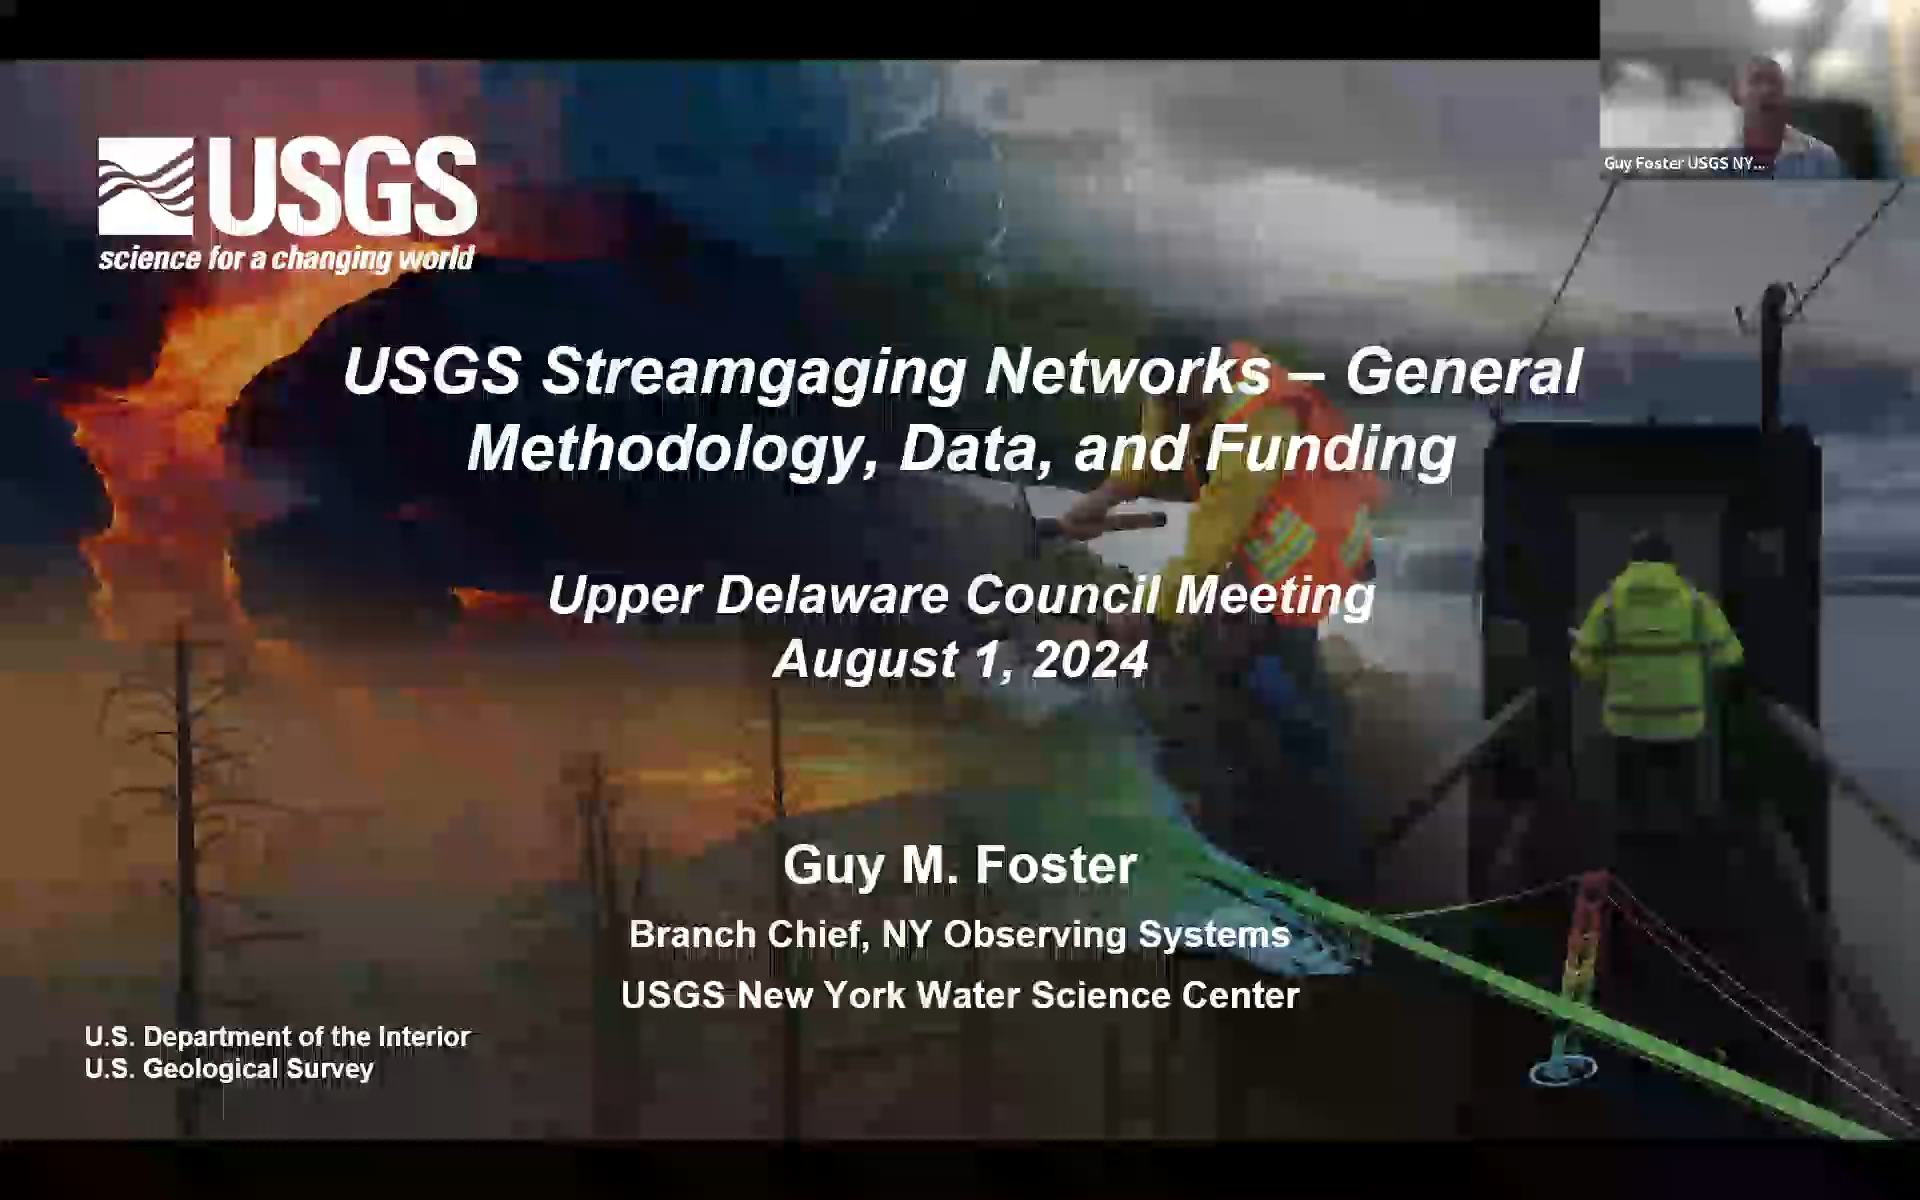 USGS
science for a changing world
Guy Foster USGS NY...
USGS Streamgaging Networks – General
Methodology, Data, and Funding
Upper Delaware Council Meeting
August 1, 2024
Guy M. Foster
Branch Chief, NY Observing Systems
USGS New York Water Science Center
U.S. Department of the Interior
U.S. Geological Survey